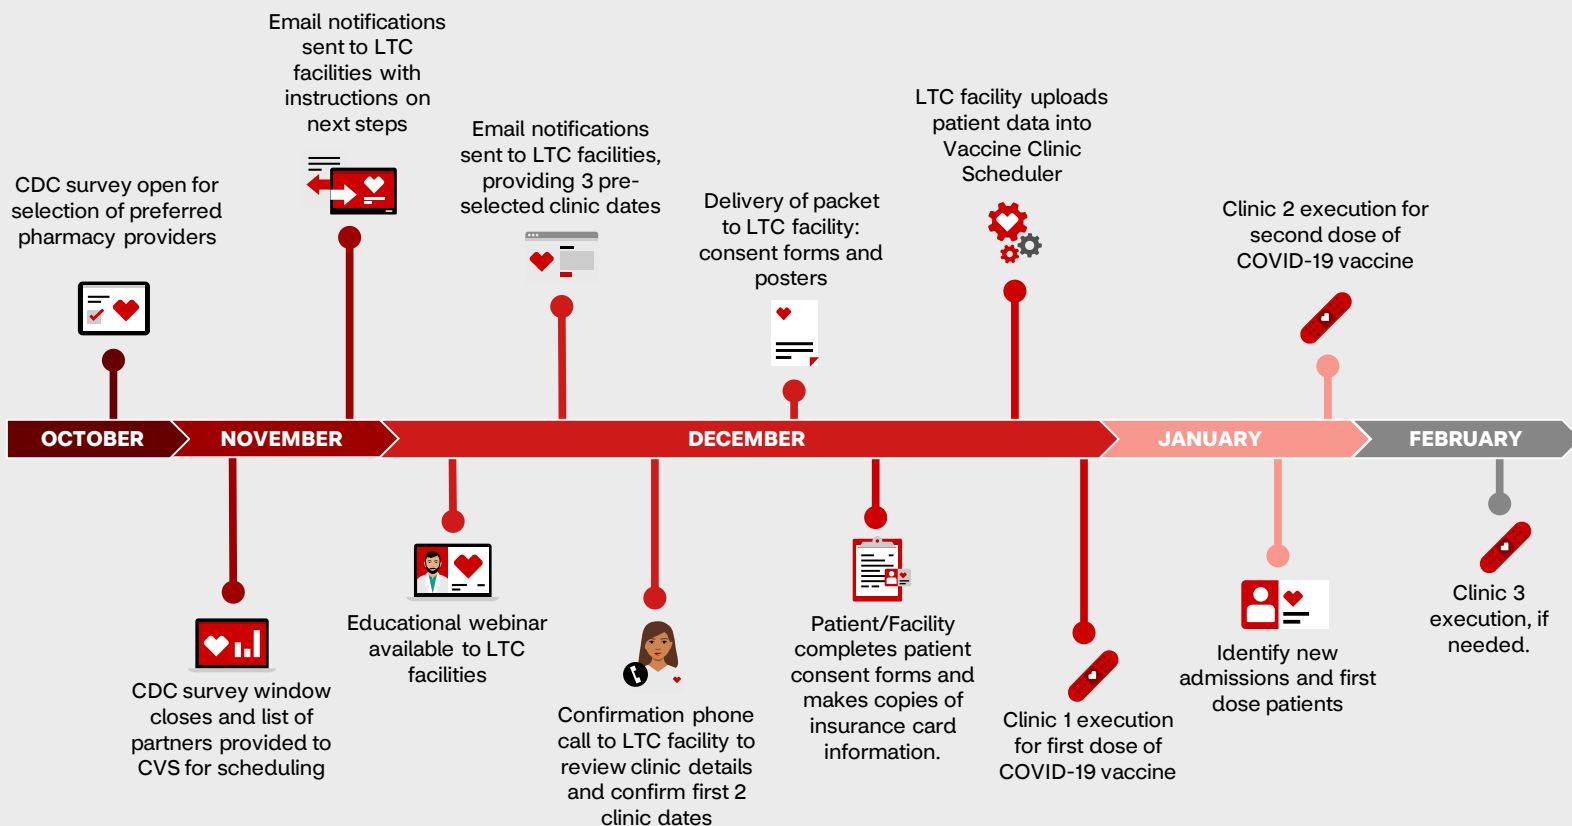 Email notifications
sent to LTC
facilities with
instructions on
next steps
LTC facility uploads
patient data into
Vaccine Clinic
Scheduler
Email notifications
sent to LTC facilities,
providing 3 pre-
selected clinic dates
CDC survey open for
selection of preferred
pharmacy providers
Delivery of packet
to LTC facility:
consent forms and
posters
Clinic 2 execution for
second dose of
COVID-19 vaccine
OCTOBER
NOVEMBER
DECEMBER
JANUARY
FEBRUARY
CDC survey window
closes and list of
partners provided to
CVS for scheduling
Educational webinar
available to LTC
facilities
Confirmation phone
call to LTC facility to
review clinic details
and confirm first 2
clinic dates
Patient/Facility
completes patient
consent forms and
makes copies of
insurance card
information.
Clinic 1 execution
for first dose of
COVID-19 vaccine
Identify new
admissions and first
dose patients
Clinic 3
execution, if
needed.